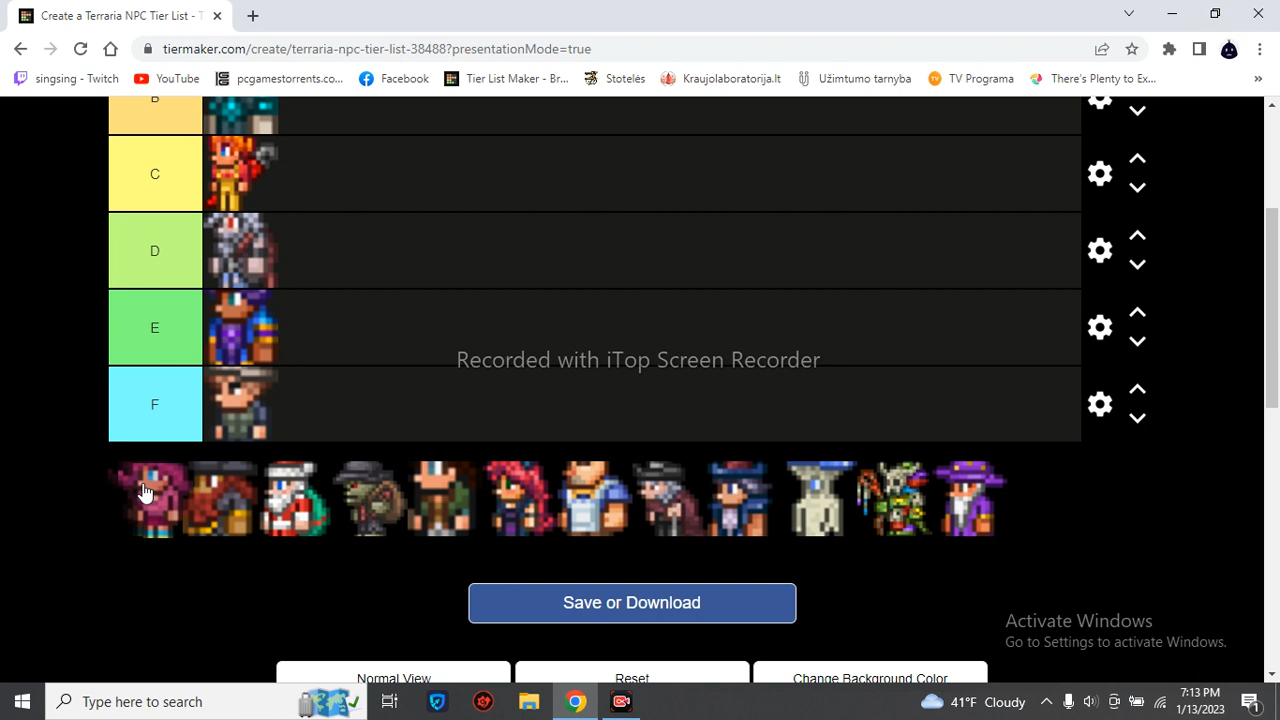 Create a Terraria NPC Tier List - T
tiermaker.com/create/terraria-npc-tier-list-38488?presentationMode=true
singsing - Twitch
YouTube
pcgamestorrents.co...
Facebook
Tier List Maker - Br...
Stotelės
Kraujolaboratorija.lt
Užimtumo tarnyba
TV Programa
There's Plenty to Ex...
»
B
C
D
E
Recorded with iTop Screen Recorder
F
Save or Download
Activate Windows
Go to Settings to activate Windows.
Normal View
Reset
Change Background Color
Type here to search
41°F Cloudy
7:13 PM
1/13/2023
1